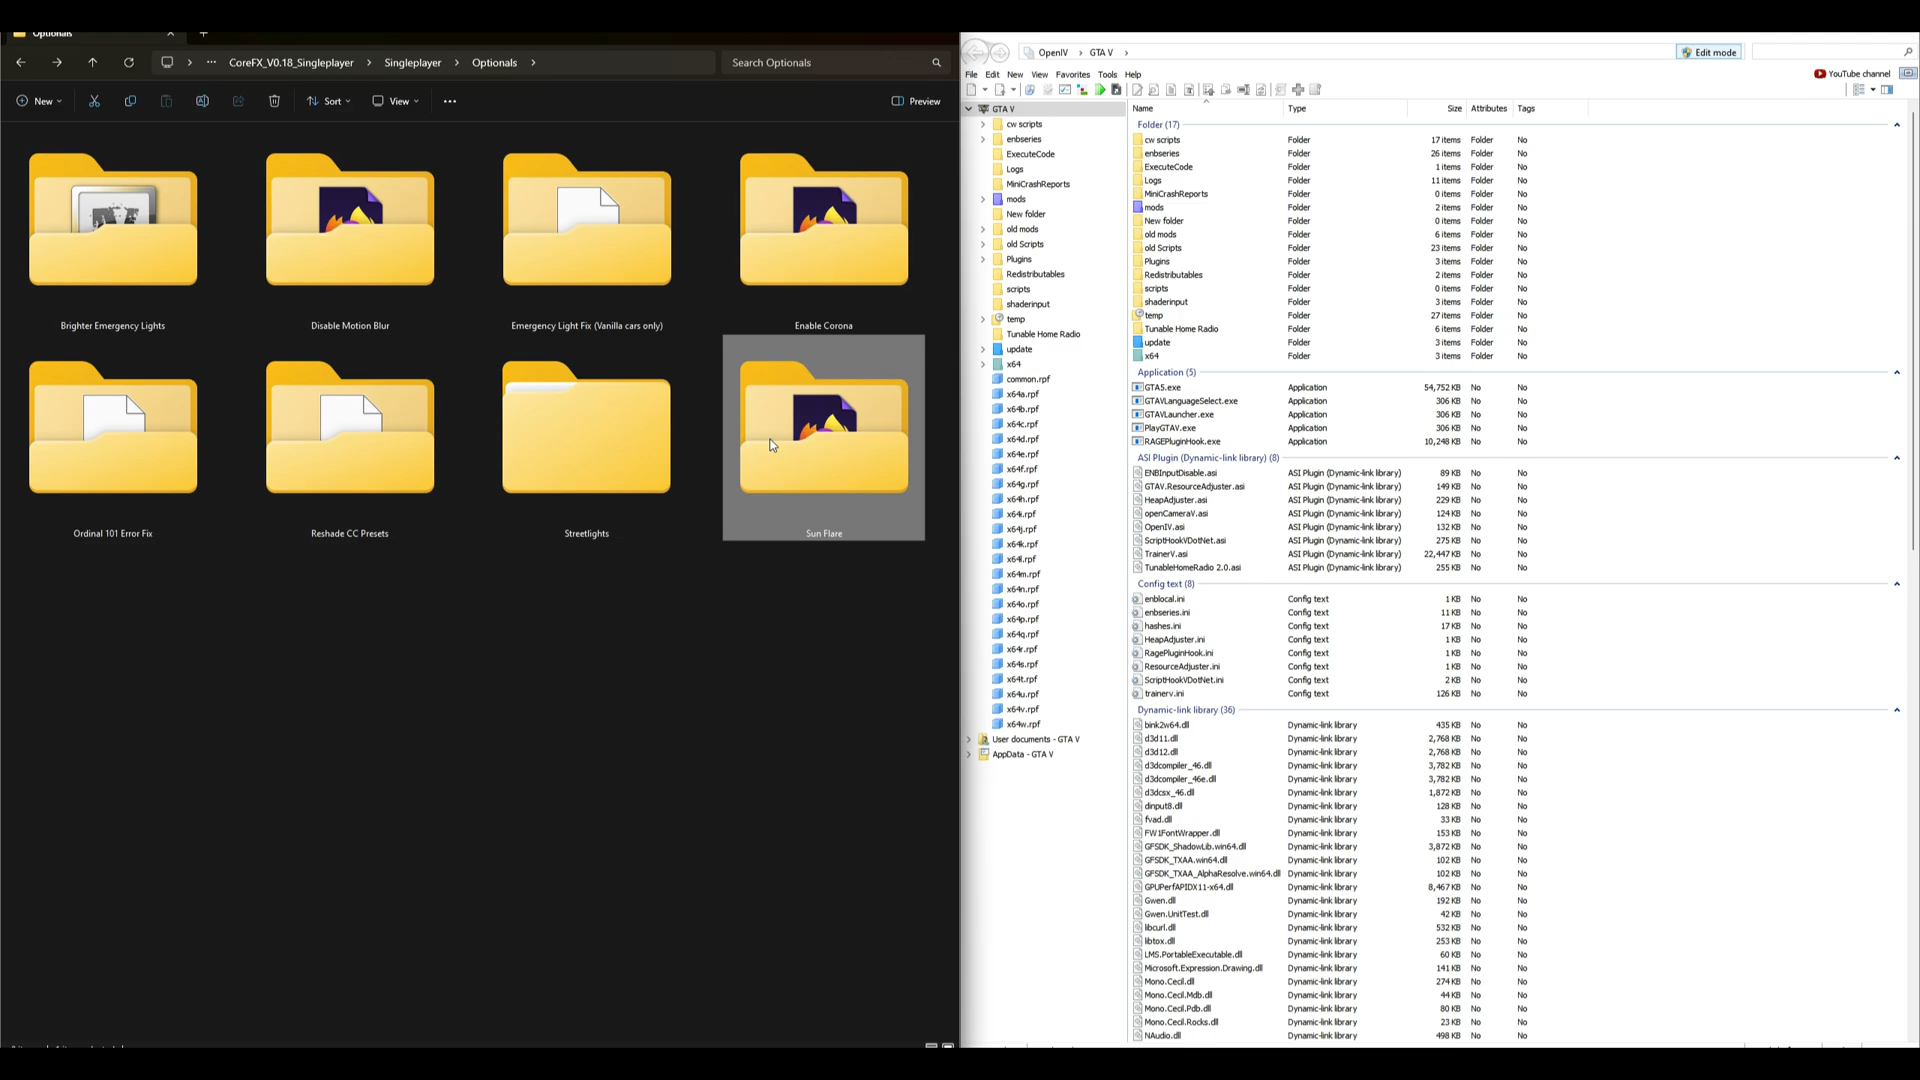 Optionals
CoreFX_V0.18_Singleplayer > Singleplayer > Optionals >
Search Optionals
New
Sort
View
Preview
Brighter Emergency Lights
Disable Motion Blur
Emergency Light Fix (Vanilla cars only)
Enable Corona
Ordinal 101 Error Fix
Reshade CC Presets
Streetlights
Sun Flare
OpenIV > GTA V >
Edit mode
File Edit New View Favorites Tools Help
YouTube channel
GTA V
cw scripts
enbseries
ExecuteCode
Logs
MiniCrashReports
mods
New folder
old mods
old Scripts
Plugins
Redistributables
scripts
shaderinput
temp
Tunable Home Radio
update
x64
common.rpf
x64a.rpf
x64b.rpf
x64c.rpf
x64d.rpf
x64e.rpf
x64f.rpf
x64g.rpf
x64h.rpf
x64i.rpf
x64j.rpf
x64k.rpf
x64l.rpf
x64m.rpf
x64n.rpf
x64o.rpf
x64p.rpf
x64q.rpf
x64r.rpf
x64s.rpf
x64t.rpf
x64u.rpf
x64v.rpf
x64w.rpf
User documents - GTA V
AppData - GTA V
Name Type Size Attributes Tags
Folder (17)
cw scripts Folder 17 items Folder No
enbseries Folder 26 items Folder No
ExecuteCode Folder 1 items Folder No
Logs Folder 11 items Folder No
MiniCrashReports Folder 0 items Folder No
mods Folder 2 items Folder No
New folder Folder 0 items Folder No
old mods Folder 6 items Folder No
old Scripts Folder 23 items Folder No
Plugins Folder 3 items Folder No
Redistributables Folder 2 items Folder No
scripts Folder 0 items Folder No
shaderinput Folder 3 items Folder No
temp Folder 27 items Folder No
Tunable Home Radio Folder 6 items Folder No
update Folder 3 items Folder No
x64 Folder 3 items Folder No
Application (5)
GTA5.exe Application 54,752 KB No No
GTAVLanguageSelect.exe Application 306 KB No No
GTAVLauncher.exe Application 306 KB No No
PlayGTAV.exe Application 306 KB No No
RAGEPluginHook.exe Application 10,248 KB No No
ASI Plugin (Dynamic-link library) (8)
ENBInputDisable.asi ASI Plugin (Dynamic-link library) 89 KB No No
GTAV.ResourceAdjuster.asi ASI Plugin (Dynamic-link library) 149 KB No No
HeapAdjuster.asi ASI Plugin (Dynamic-link library) 229 KB No No
openCameraV.asi ASI Plugin (Dynamic-link library) 124 KB No No
OpenIV.asi ASI Plugin (Dynamic-link library) 132 KB No No
ScriptHookVDotNet.asi ASI Plugin (Dynamic-link library) 275 KB No No
TrainerV.asi ASI Plugin (Dynamic-link library) 22,447 KB No No
TunableHomeRadio 2.0.asi ASI Plugin (Dynamic-link library) 255 KB No No
Config text (8)
enblocal.ini Config text 1 KB No No
enbseries.ini Config text 11 KB No No
hashes.ini Config text 17 KB No No
HeapAdjuster.ini Config text 1 KB No No
RagePluginHook.ini Config text 1 KB No No
ResourceAdjuster.ini Config text 1 KB No No
ScriptHookVDotNet.ini Config text 2 KB No No
trainerv.ini Config text 126 KB No No
Dynamic-link library (36)
bink2w64.dll Dynamic-link library 435 KB No No
d3d11.dll Dynamic-link library 2,768 KB No No
d3d12.dll Dynamic-link library 2,768 KB No No
d3dcompiler_46.dll Dynamic-link library 3,782 KB No No
d3dcompiler_46e.dll Dynamic-link library 3,782 KB No No
d3dcsx_46.dll Dynamic-link library 1,872 KB No No
dinput8.dll Dynamic-link library 128 KB No No
fvad.dll Dynamic-link library 33 KB No No
FW1FontWrapper.dll Dynamic-link library 153 KB No No
GFSDK_ShadowLib.win64.dll Dynamic-link library 3,872 KB No No
GFSDK_TXAA.win64.dll Dynamic-link library 102 KB No No
GFSDK_TXAA_AlphaResolve.win64.dll Dynamic-link library 102 KB No No
GPUPerfAPIDX11-x64.dll Dynamic-link library 8,467 KB No No
Gwen.dll Dynamic-link library 192 KB No No
Gwen.UnitTest.dll Dynamic-link library 42 KB No No
libcurl.dll Dynamic-link library 532 KB No No
libtox.dll Dynamic-link library 253 KB No No
LMS.PortableExecutable.dll Dynamic-link library 60 KB No No
Microsoft.Expression.Drawing.dll Dynamic-link library 141 KB No No
Mono.Cecil.dll Dynamic-link library 274 KB No No
Mono.Cecil.Mdb.dll Dynamic-link library 44 KB No No
Mono.Cecil.Pdb.dll Dynamic-link library 80 KB No No
Mono.Cecil.Rocks.dll Dynamic-link library 23 KB No No
NAudio.dll Dynamic-link library 498 KB No No